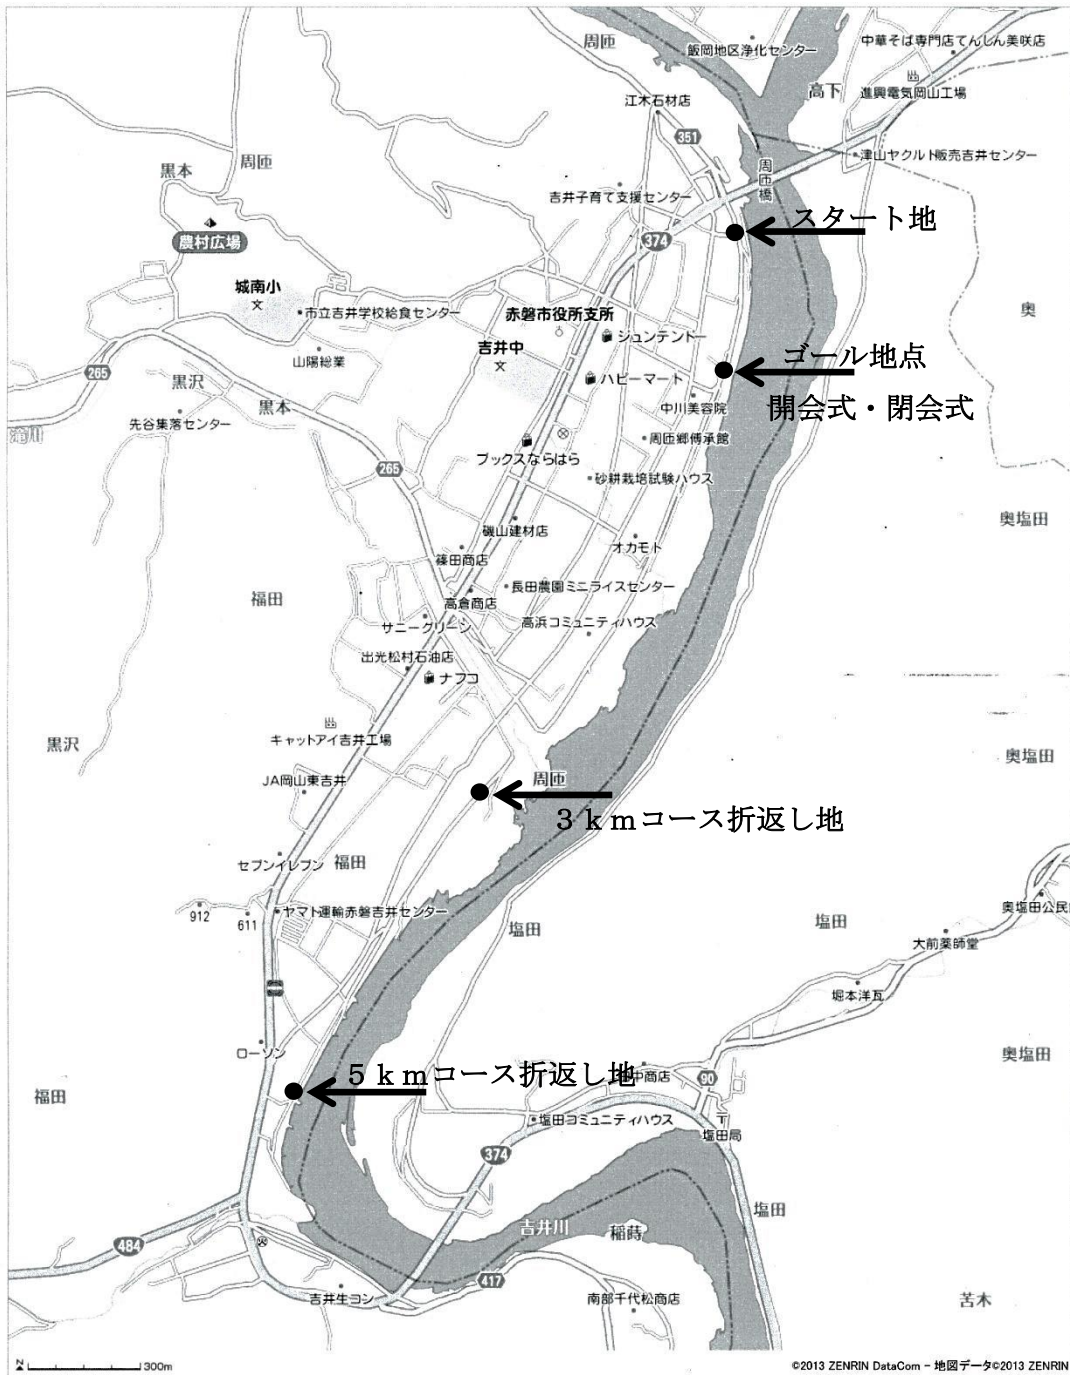 周匝
飯岡地区浄化センター
中華そば専門店てんしん美咲店
高下
進興電気岡山工場
江木石材店
351
黒本
周匝
津山ヤクルト販売吉井センター
周匝橋
吉井子育て支援センター
スタート地
農村広場
374
城南小
市立吉井学校給食センター
赤磐市役所支所
奥
ジュンテンドー
吉井中
山陽総業
ゴール地点
265
黒沢
ハピーマート
黒本
中川美容院
開会式・閉会式
先谷集落センター
滝川
周匝郷傳承館
ブックスならはら
265
砂耕栽培試験ハウス
奥塩田
磯山建材店
オカモト
篠田商店
長田農園ミニライスセンター
福田
高倉商店
サニーグリーン
高浜コミュニティハウス
出光松村石油店
ナフコ
黒沢
キャットアイ吉井工場
奥塩田
JA岡山東吉井
周匝
3kmコース折返し地
セブンイレブン
福田
912
611
ヤマト運輸赤磐吉井センター
塩田
塩田
奥塩田公民
大前薬師堂
堀本洋瓦
ローソン
奥塩田
福田
5kmコース折返し地
中商店
90
塩田コミュニティハウス
塩田局
374
塩田
吉井川
稲蒔
484
417
吉井生コン
南部千代松商店
苫木
N
300m
©2013 ZENRIN DataCom - 地図データ©2013 ZENRIN